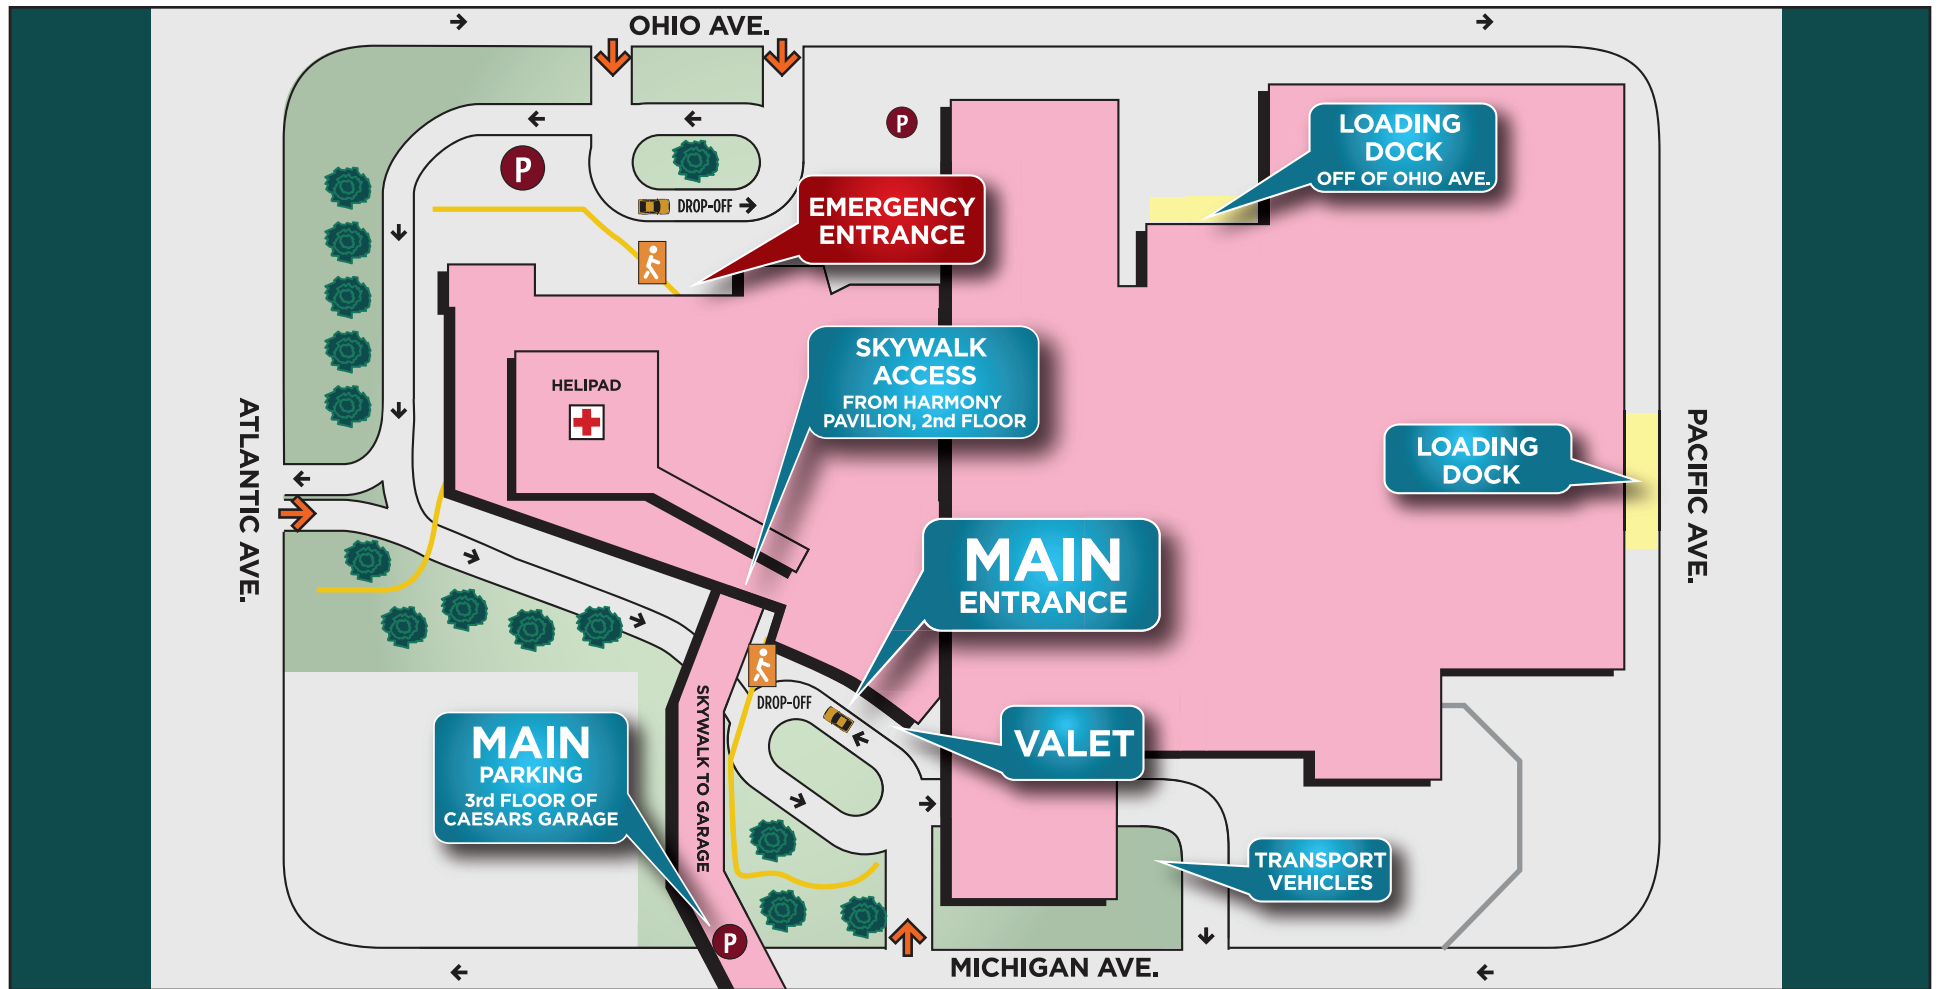 OHIO AVE.
P
P
LOADING
DOCK
OFF OF OHIO AVE.
DROP-OFF
EMERGENCY
ENTRANCE
SKYWALK
ACCESS
FROM HARMONY
PAVILION, 2nd FLOOR
HELIPAD
ATLANTIC AVE.
PACIFIC AVE.
LOADING
DOCK
MAIN
ENTRANCE
DROP-OFF
SKYWALK TO GARAGE
VALET
MAIN
PARKING
3rd FLOOR OF
CAESARS GARAGE
TRANSPORT
VEHICLES
P
MICHIGAN AVE.